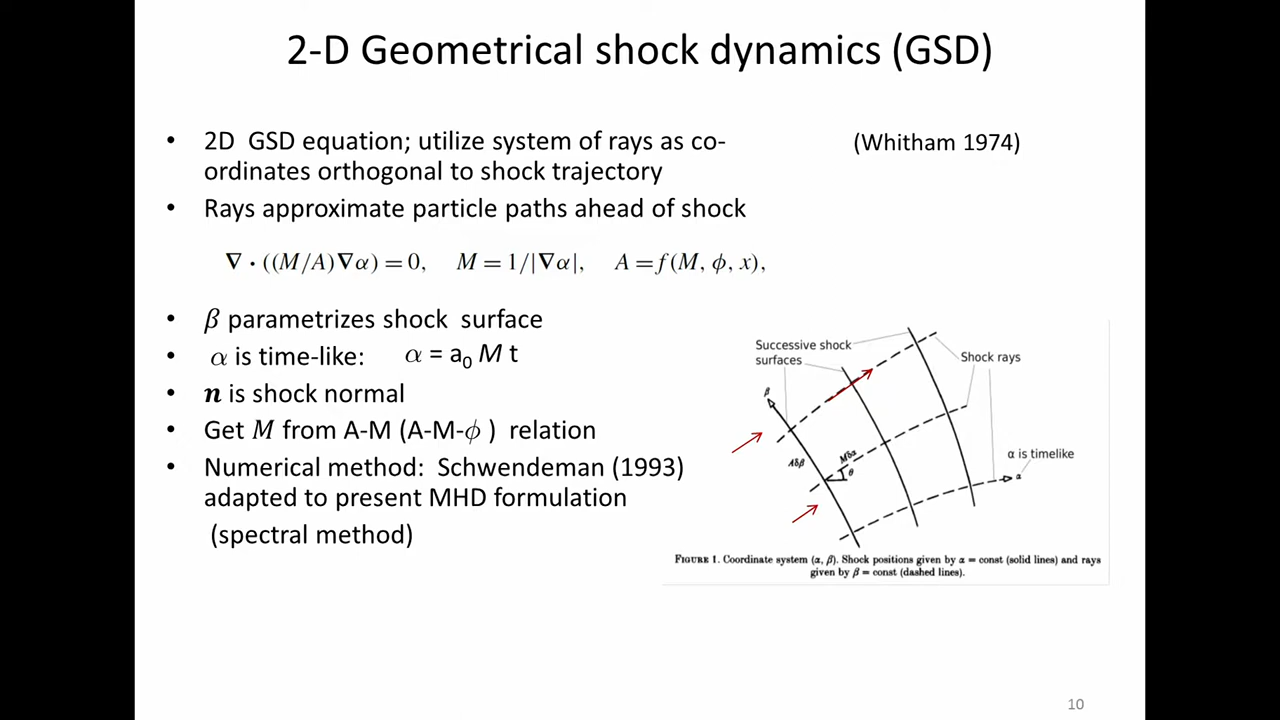 2-D Geometrical shock dynamics (GSD)
• 2D GSD equation; utilize system of rays as co-
ordinates orthogonal to shock trajectory
(Whitham 1974)
• Rays approximate particle paths ahead of shock
∇ · ((M/A)∇α) = 0, M = 1/|∇α|, A = f(M, ϕ, x),
• β parametrizes shock surface
• α is time-like: α = a₀ M t
• n is shock normal
• Get M from A-M (A-M-ϕ ) relation
• Numerical method: Schwendeman (1993)
adapted to present MHD formulation
(spectral method)
Successive shock
surfaces
Shock rays
β
Aδβ
Mδα
θ
α is timelike
α
FIGURE 1. Coordinate system (α, β). Shock positions given by α = const (solid lines) and rays
given by β = const (dashed lines).
10